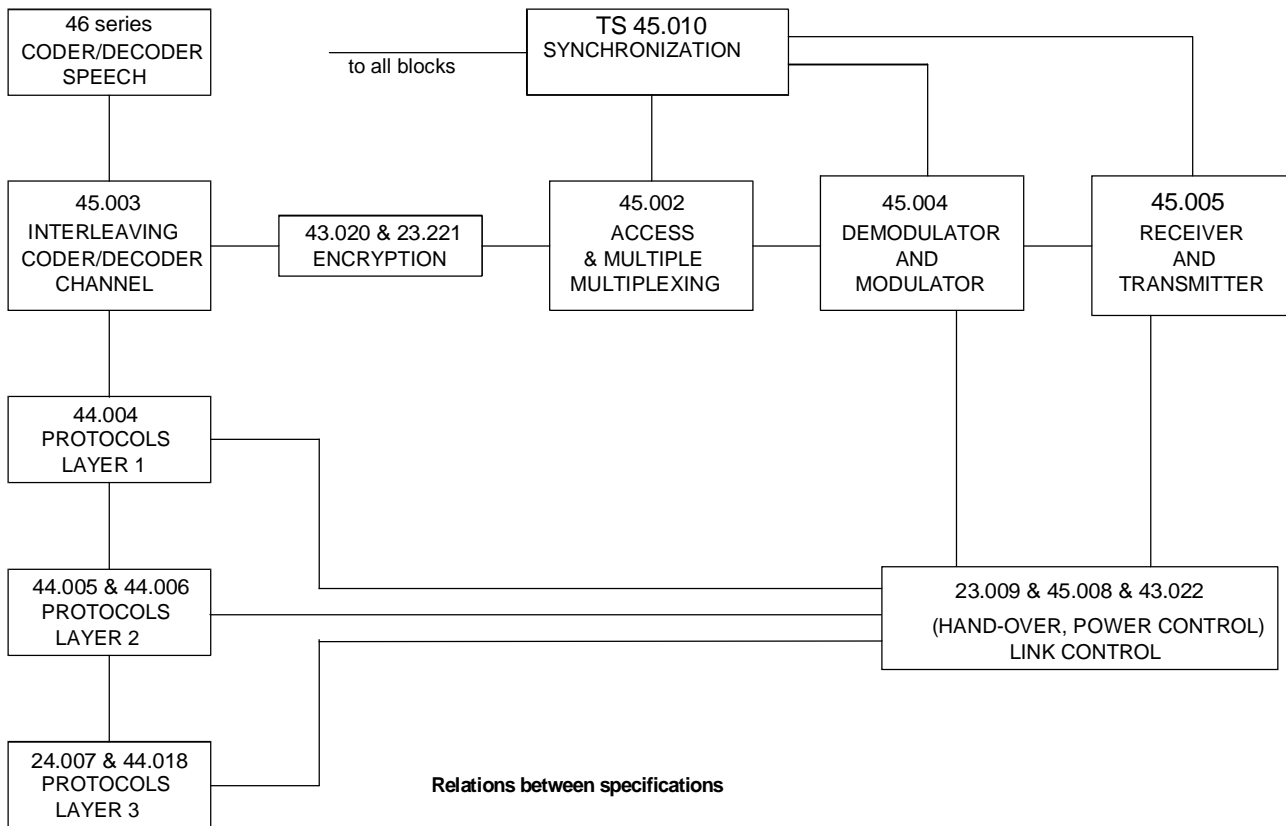 46 series
CODER/DECODER
SPEECH
TS 45.010
SYNCHRONIZATION
to all blocks
45.003
INTERLEAVING
CODER/DECODER
CHANNEL
43.020 & 23.221
ENCRYPTION
45.002
ACCESS
& MULTIPLE
MULTIPLEXING
45.004
DEMODULATOR
AND
MODULATOR
45.005
RECEIVER
AND
TRANSMITTER
44.004
PROTOCOLS
LAYER 1
44.005 & 44.006
PROTOCOLS
LAYER 2
23.009 & 45.008 & 43.022
(HAND-OVER, POWER CONTROL)
LINK CONTROL
24.007 & 44.018
PROTOCOLS
LAYER 3
Relations between specifications